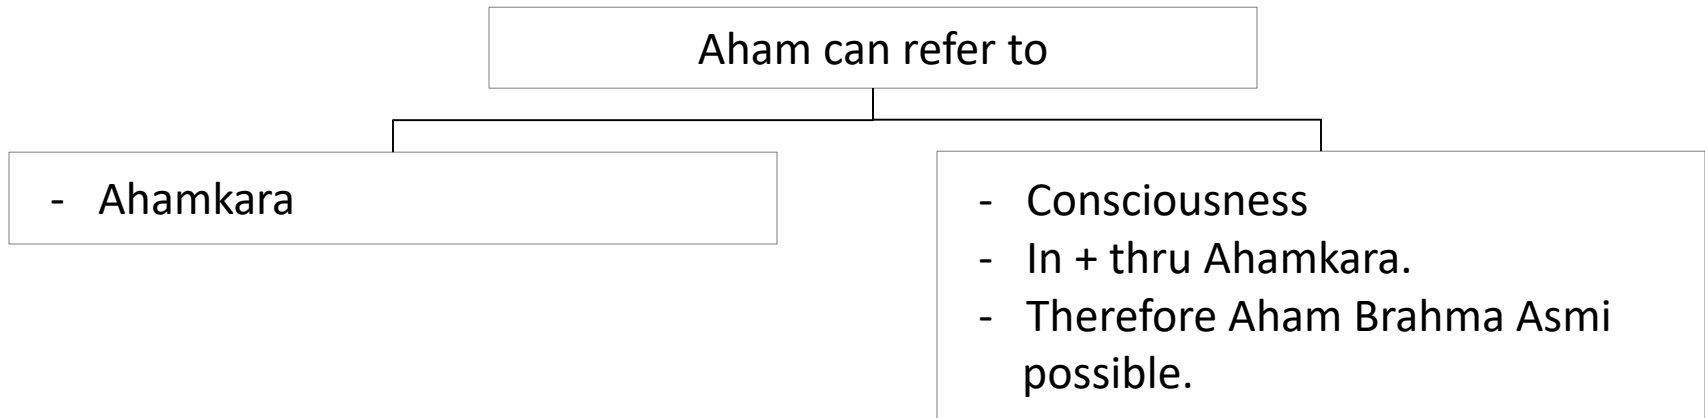 Aham can refer to
- Ahamkara
- Consciousness
- In + thru Ahamkara.
- Therefore Aham Brahma Asmi
possible.